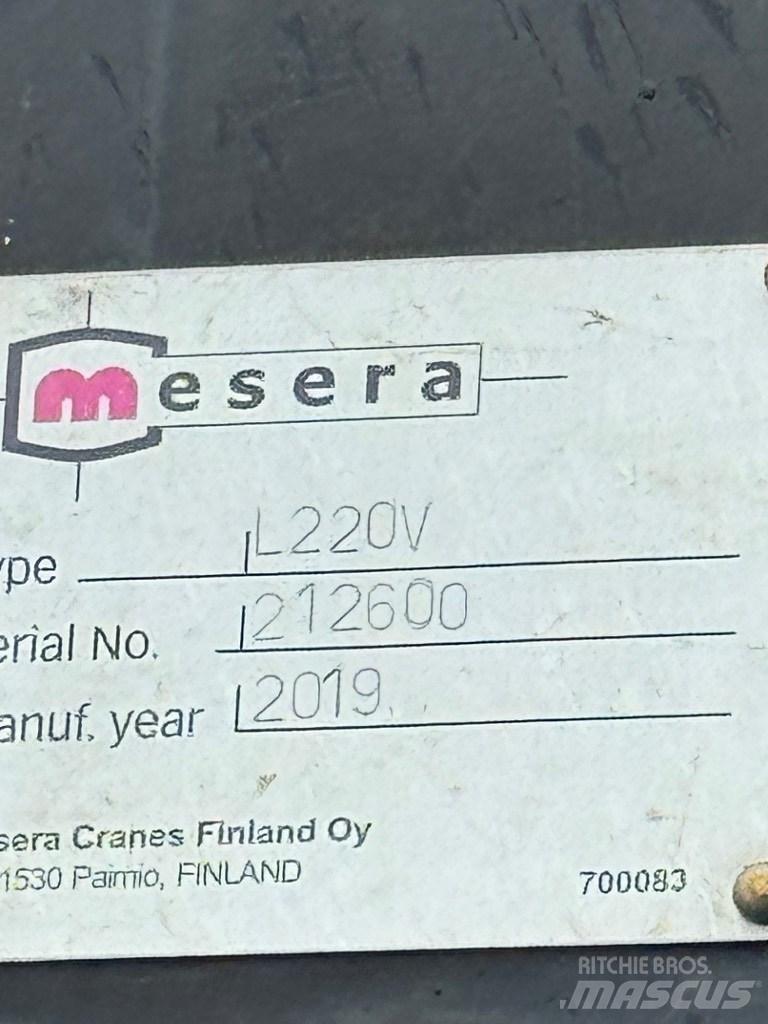 mesera
ype L220V
erial No. 212600
anuf. year 2019
sera Cranes Finland Oy
1530 Paimio, FINLAND
700083
RITCHIE BROS.
MASCUS